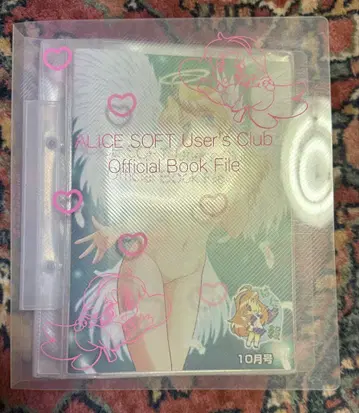 ALiCE SOFT User's Club
Official Book File
10月号